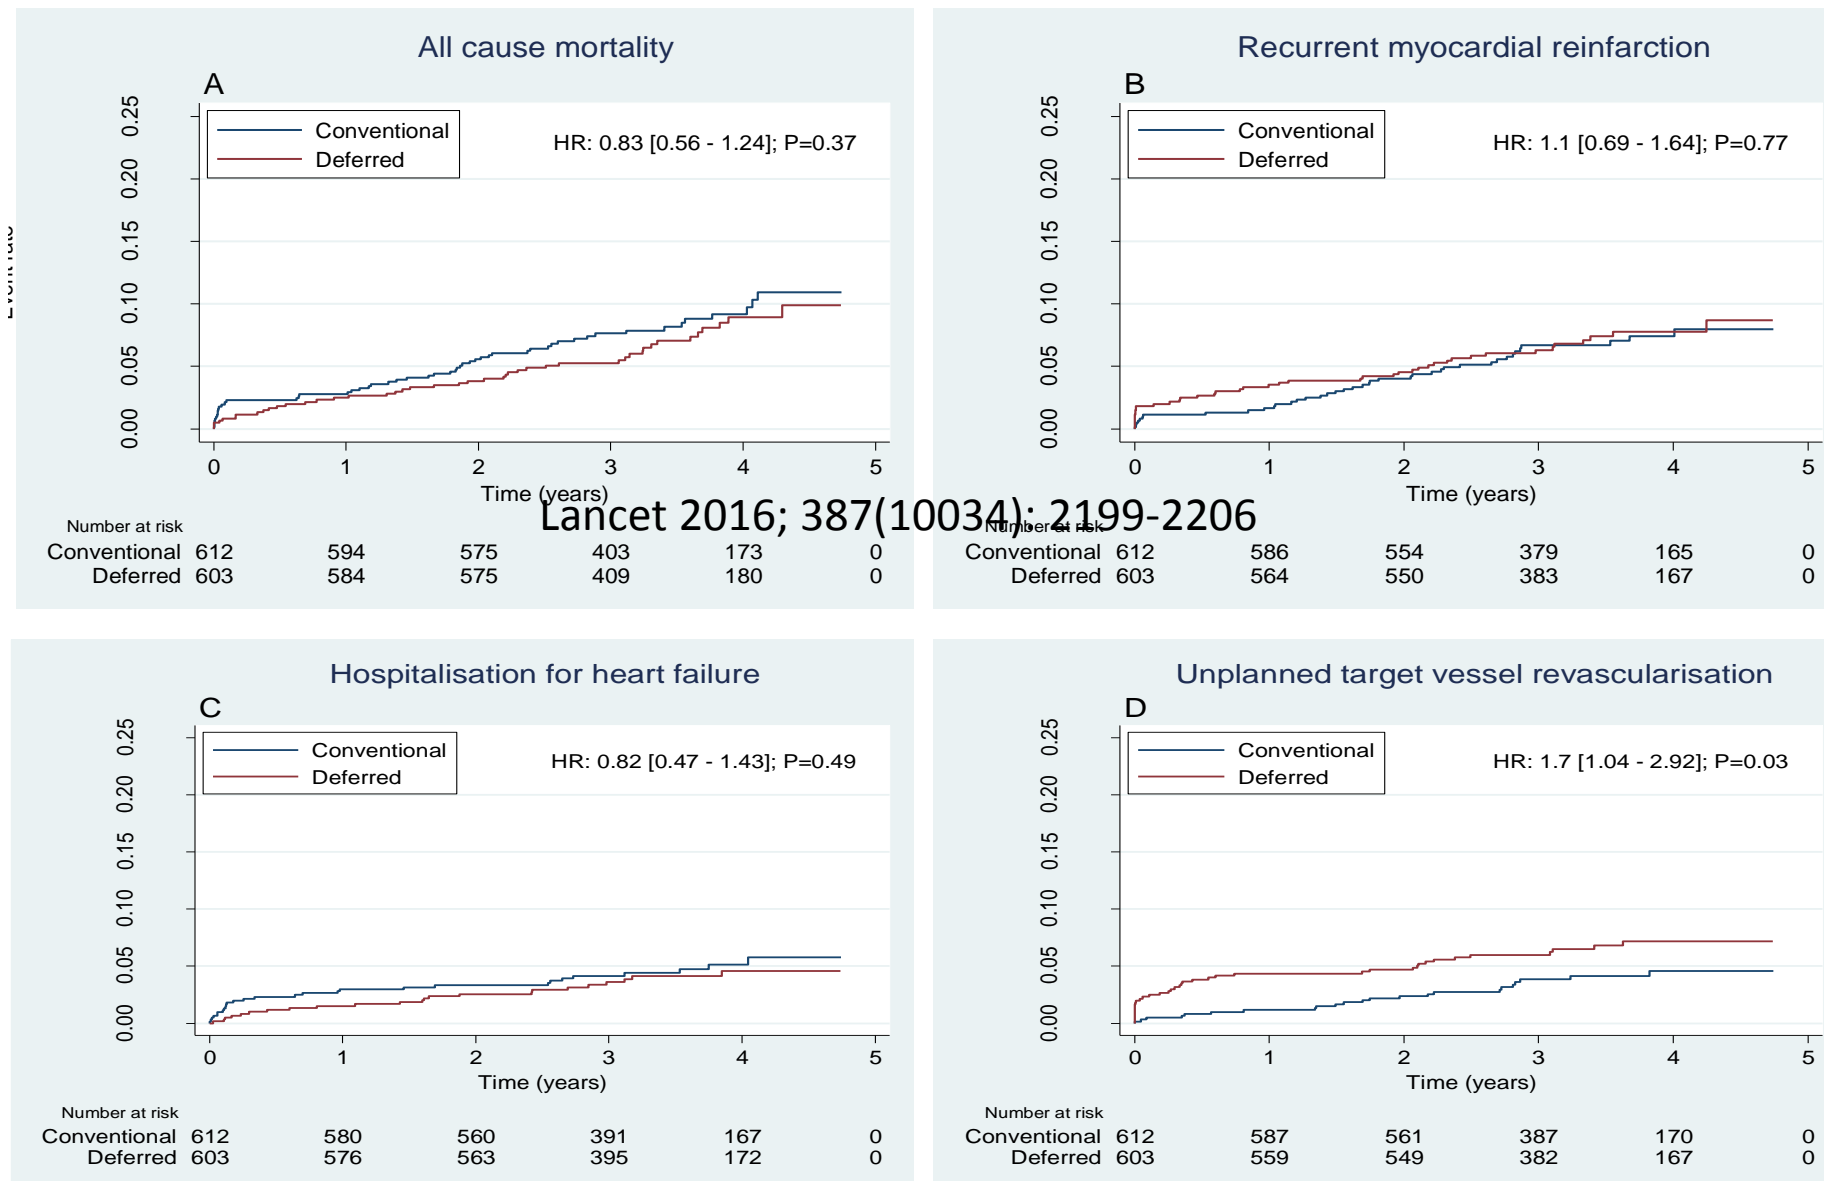 All cause mortality
A
Conventional
Deferred
HR: 0.83 [0.56 - 1.24]; P=0.37
0.25
0.20
0.15
0.10
0.05
0.00
0 1 2 3 4 5
Time (years)
Number at risk
Conventional 612 594 575 403 173 0
Deferred 603 584 575 409 180 0
Recurrent myocardial reinfarction
B
Conventional
Deferred
HR: 1.1 [0.69 - 1.64]; P=0.77
0.25
0.20
0.15
0.10
0.05
0.00
0 1 2 3 4 5
Time (years)
Number at risk
Conventional 612 586 554 379 165 0
Deferred 603 564 550 383 167 0
Lancet 2016; 387(10034): 2199-2206
Hospitalisation for heart failure
C
Conventional
Deferred
HR: 0.82 [0.47 - 1.43]; P=0.49
0.25
0.20
0.15
0.10
0.05
0.00
0 1 2 3 4 5
Time (years)
Number at risk
Conventional 612 580 560 391 167 0
Deferred 603 576 563 395 172 0
Unplanned target vessel revascularisation
D
Conventional
Deferred
HR: 1.7 [1.04 - 2.92]; P=0.03
0.25
0.20
0.15
0.10
0.05
0.00
0 1 2 3 4 5
Time (years)
Number at risk
Conventional 612 587 561 387 170 0
Deferred 603 559 549 382 167 0